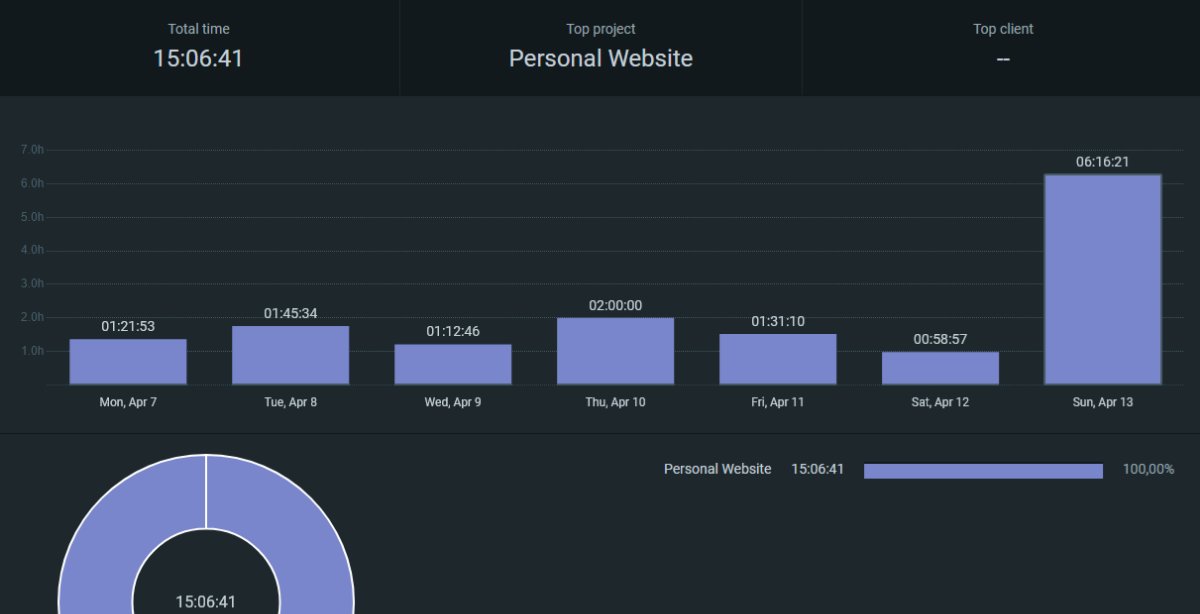 Total time
Top project
Top client
15:06:41
Personal Website
--
7.0h
6.0h
5.0h
4.0h
3.0h
2.0h
1.0h
01:21:53
01:45:34
01:12:46
02:00:00
01:31:10
00:58:57
06:16:21
Mon, Apr 7
Tue, Apr 8
Wed, Apr 9
Thu, Apr 10
Fri, Apr 11
Sat, Apr 12
Sun, Apr 13
Personal Website 15:06:41 100,00%
15:06:41